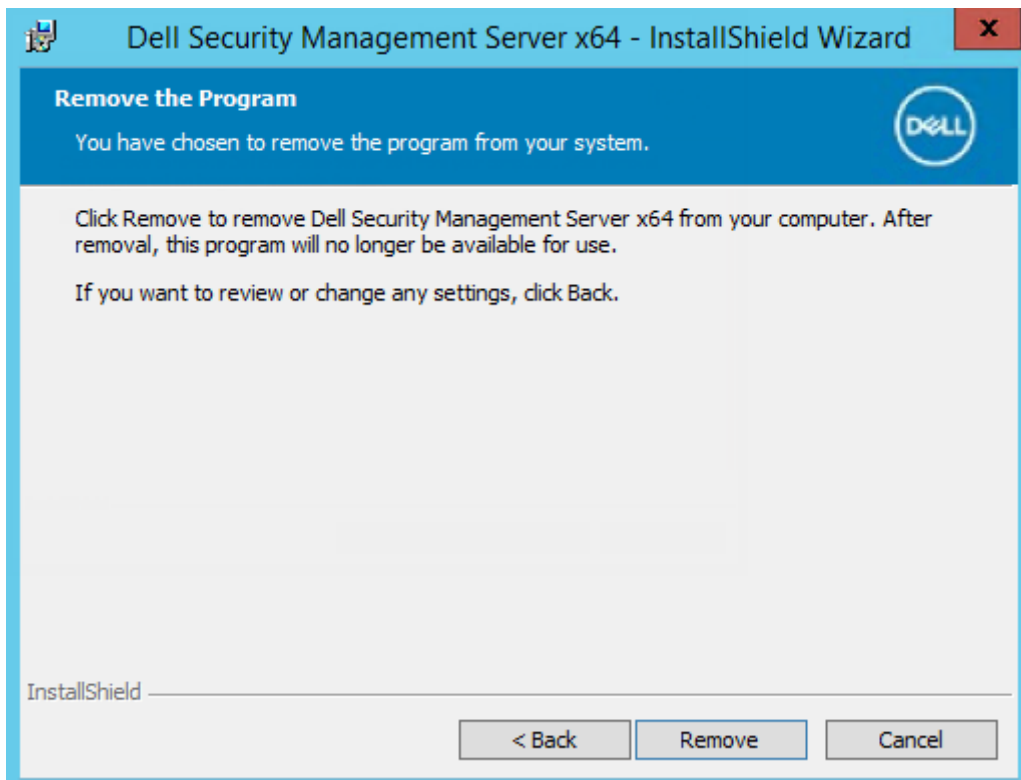 Dell Security Management Server x64 - InstallShield Wizard
x
Remove the Program
DELL
You have chosen to remove the program from your system.
Click Remove to remove Dell Security Management Server x64 from your computer. After
removal, this program will no longer be available for use.
If you want to review or change any settings, click Back.
InstallShield
< Back
Remove
Cancel